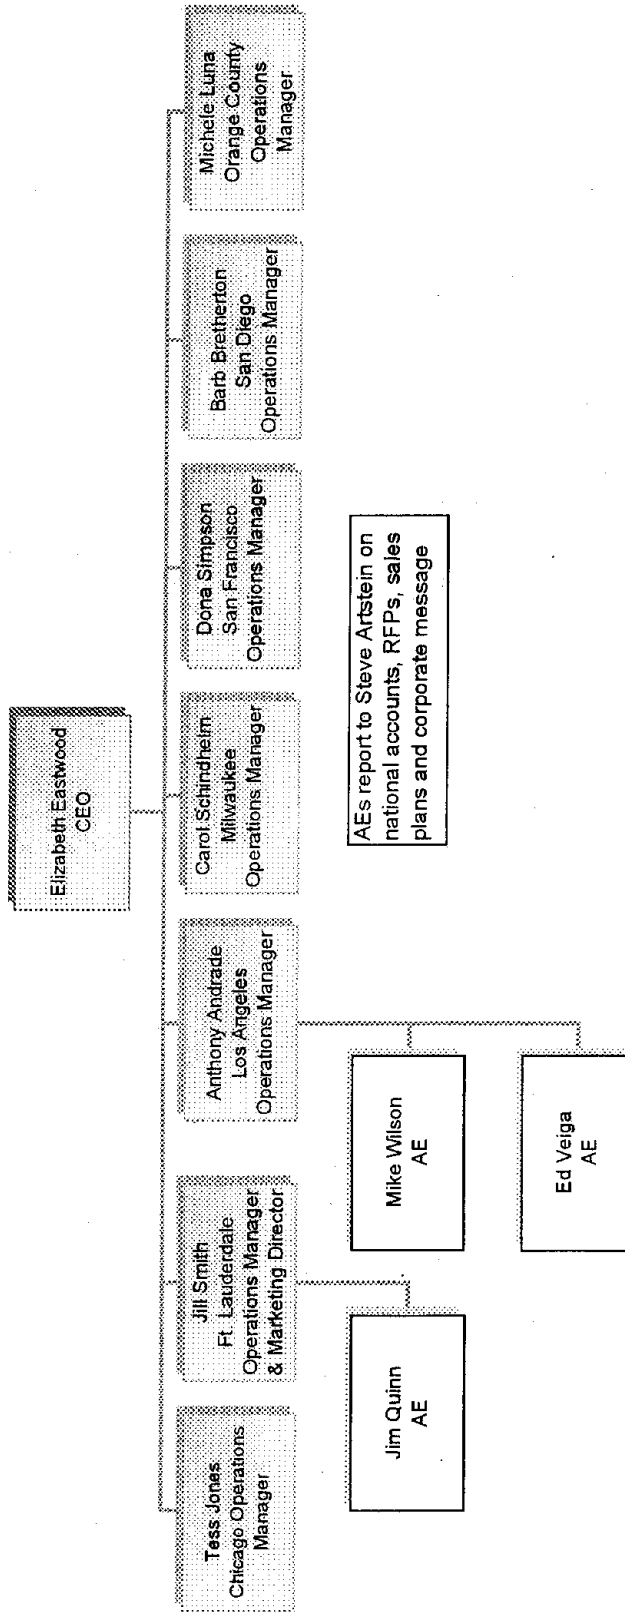 Elizabeth Eastwood
CEO
Tess Jones
Chicago Operations
Manager
Jill Smith
Ft. Lauderdale
Operations Manager
& Marketing Director
Anthony Andrade
Los Angeles
Operations Manager
Carol Schindhelm
Milwaukee
Operations Manager
Dona Simpson
San Francisco
Operations Manager
Barb Bretherton
San Diego
Operations Manager
Michele Luna
Orange County
Operations
Manager
Jim Quinn
AE
Mike Wilson
AE
Ed Veiga
AE
AEs report to Steve Artstein on
national accounts, RFPs, sales
plans and corporate message